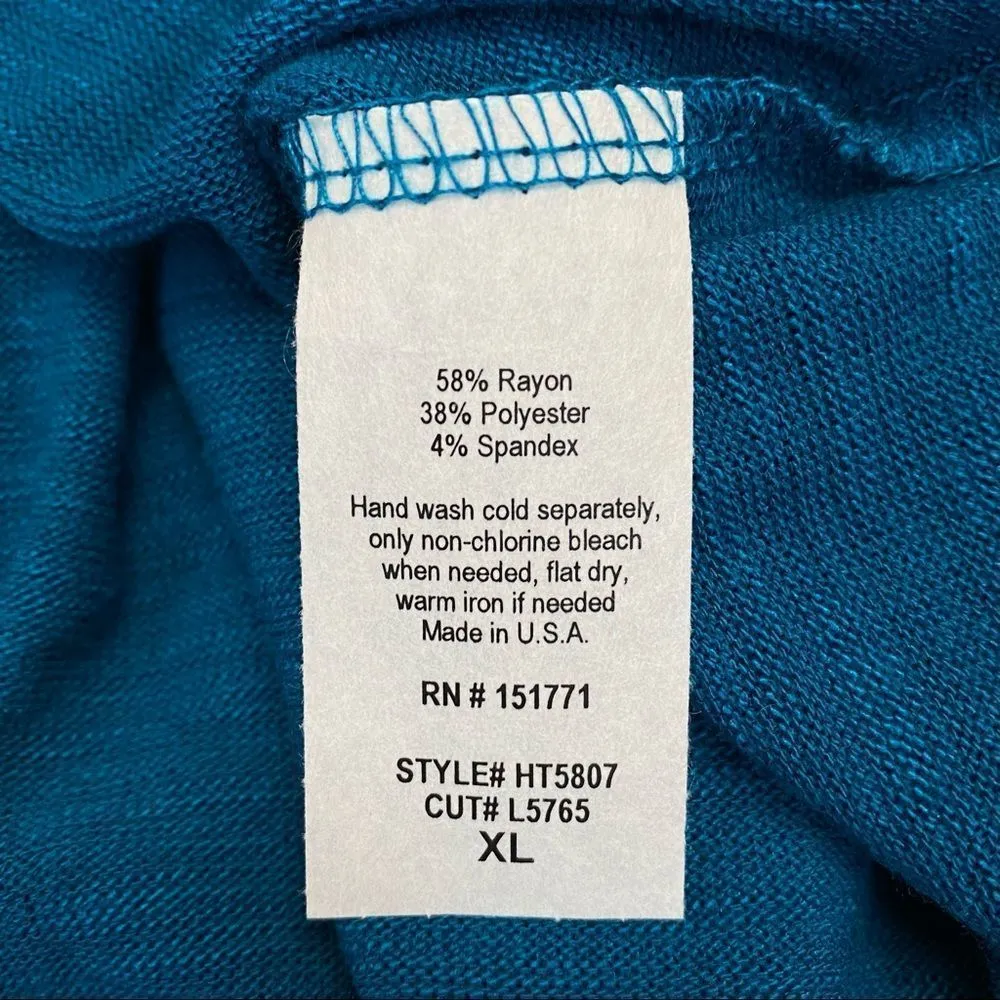 58% Rayon
38% Polyester
4% Spandex
Hand wash cold separately,
only non-chlorine bleach
when needed, flat dry,
warm iron if needed
Made in U.S.A.
RN # 151771
STYLE# HT5807
CUT# L5765
XL